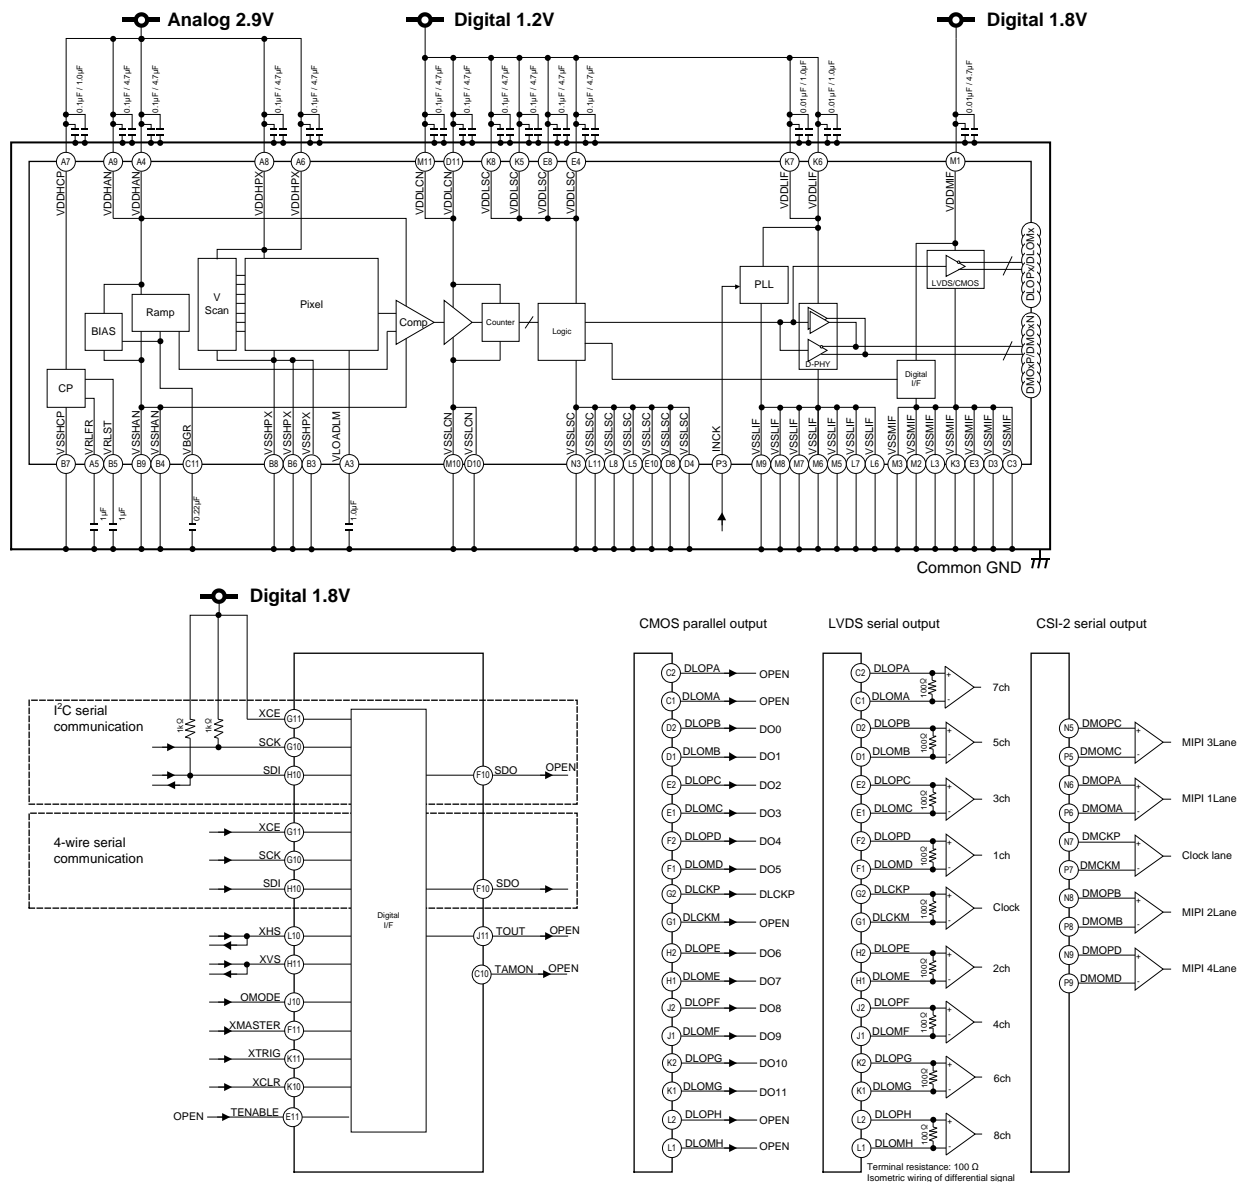 Analog 2.9V
Digital 1.2V
Digital 1.8V
0.1µF / 1.0µF
0.1µF / 4.7µF
0.1µF / 4.7µF
0.1µF / 4.7µF
0.1µF / 4.7µF
0.1µF / 4.7µF
0.1µF / 4.7µF
0.1µF / 4.7µF
0.1µF / 4.7µF
0.1µF / 4.7µF
0.1µF / 4.7µF
0.01µF / 1.0µF
0.01µF / 1.0µF
0.01µF / 4.7µF
A7 A9 A4 A8 A6 M11 D11 K8 K5 E8 E4 K7 K6 M1
VDDHCP
VDDHAN
VDDHAN
VDDHPX
VDDHPX
VDDLCN
VDDLCN
VDDLSC
VDDLSC
VDDLSC
VDDLSC
VDDLIF
VDDLIF
VDDMIF
DLOPx/DLOMx
DMOxP/DMOxN
BIAS
Ramp
V
Scan
Pixel
Comp
Counter
Logic
PLL
D-PHY
LVDS/CMOS
Digital
I/F
CP
VSSHCP
VRLFR
VRLST
VSSHAN
VSSHAN
VBGR
VSSHPX
VSSHPX
VSSHPX
VLOADLM
VSSLCN
VSSLCN
VSSLSC
VSSLSC
VSSLSC
VSSLSC
VSSLSC
VSSLSC
VSSLSC
INCK
VSSLIF
VSSLIF
VSSLIF
VSSLIF
VSSLIF
VSSLIF
VSSLIF
VSSMIF
VSSMIF
VSSMIF
VSSMIF
VSSMIF
VSSMIF
VSSMIF
B7 A5 B5 B9 B4 C11 B8 B6 B3 A3 M10 D10 N3 L11 L8 L5 E10 D8 D4 P3 M9 M8 M7 M6 M5 L7 L6 M3 M2 L3 K3 E3 D3 C3
1µF
1µF
0.22µF
1.0µF
Common GND
Digital 1.8V
I²C serial
communication
1kΩ
1kΩ
XCE G11
SCK G10
SDI H10
F10 SDO OPEN
4-wire serial
communication
XCE G11
SCK G10
SDI H10
F10 SDO
Digital
I/F
XHS L10
XVS H11
J11 TOUT OPEN
C10 TAMON OPEN
OMODE J10
XMASTER F11
XTRIG K11
XCLR K10
OPEN TENABLE E11
CMOS parallel output
C2 DLOPA OPEN
C1 DLOMA OPEN
D2 DLOPB DO0
D1 DLOMB DO1
E2 DLOPC DO2
E1 DLOMC DO3
F2 DLOPD DO4
F1 DLOMD DO5
G2 DLCKP DLCKP
G1 DLCKM OPEN
H2 DLOPE DO6
H1 DLOME DO7
J2 DLOPF DO8
J1 DLOMF DO9
K2 DLOPG DO10
K1 DLOMG DO11
L2 DLOPH OPEN
L1 DLOMH OPEN
LVDS serial output
C2 DLOPA +
100Ω 7ch
C1 DLOMA -
D2 DLOPB +
100Ω 5ch
D1 DLOMB -
E2 DLOPC +
100Ω 3ch
E1 DLOMC -
F2 DLOPD +
100Ω 1ch
F1 DLOMD -
G2 DLCKP +
100Ω Clock
G1 DLCKM -
H2 DLOPE +
100Ω 2ch
H1 DLOME -
J2 DLOPF +
100Ω 4ch
J1 DLOMF -
K2 DLOPG +
100Ω 6ch
K1 DLOMG -
L2 DLOPH +
100Ω 8ch
L1 DLOMH -
Terminal resistance: 100 Ω
Isometric wiring of differential signal
CSI-2 serial output
N5 DMOPC +
MIPI 3Lane
P5 DMOMC -
N6 DMOPA +
MIPI 1Lane
P6 DMOMA -
N7 DMCKP +
Clock lane
P7 DMCKM -
N8 DMOPB +
MIPI 2Lane
P8 DMOMB -
N9 DMOPD +
MIPI 4Lane
P9 DMOMD -